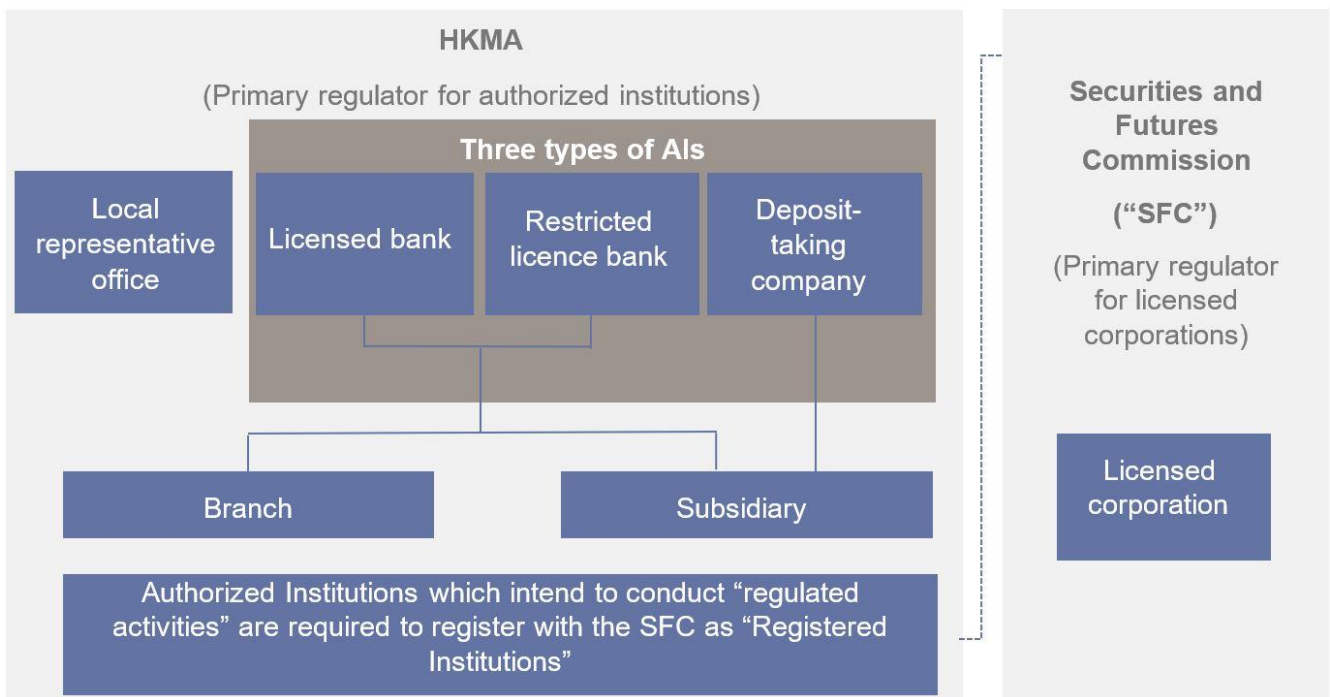 HKMA
(Primary regulator for authorized institutions)
Three types of AIs
Local
representative
office
Licensed bank
Restricted
licence bank
Deposit-
taking
company
Branch
Subsidiary
Authorized Institutions which intend to conduct “regulated
activities” are required to register with the SFC as “Registered
Institutions”
Securities and
Futures
Commission
(“SFC”)
(Primary regulator
for licensed
corporations)
Licensed
corporation